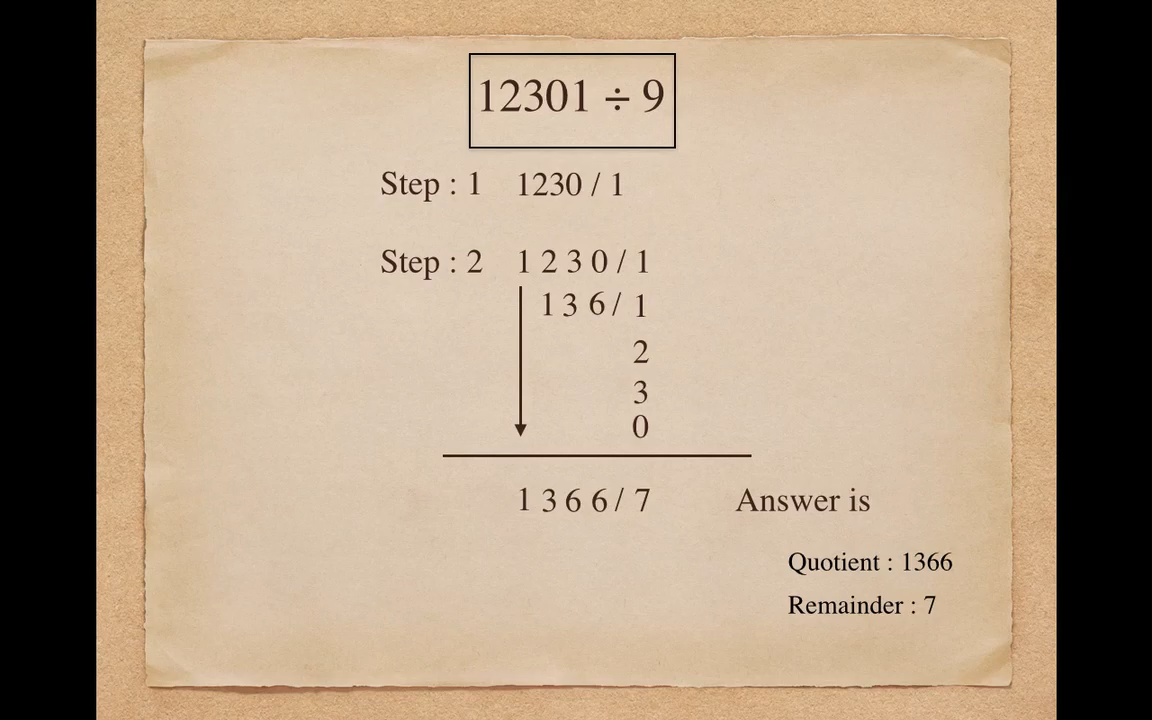 12301 ÷ 9
Step : 1 1230 / 1
Step : 2 1 2 3 0 / 1
1 3 6 / 1
2
3
0
1 3 6 6 / 7 Answer is
Quotient : 1366
Remainder : 7